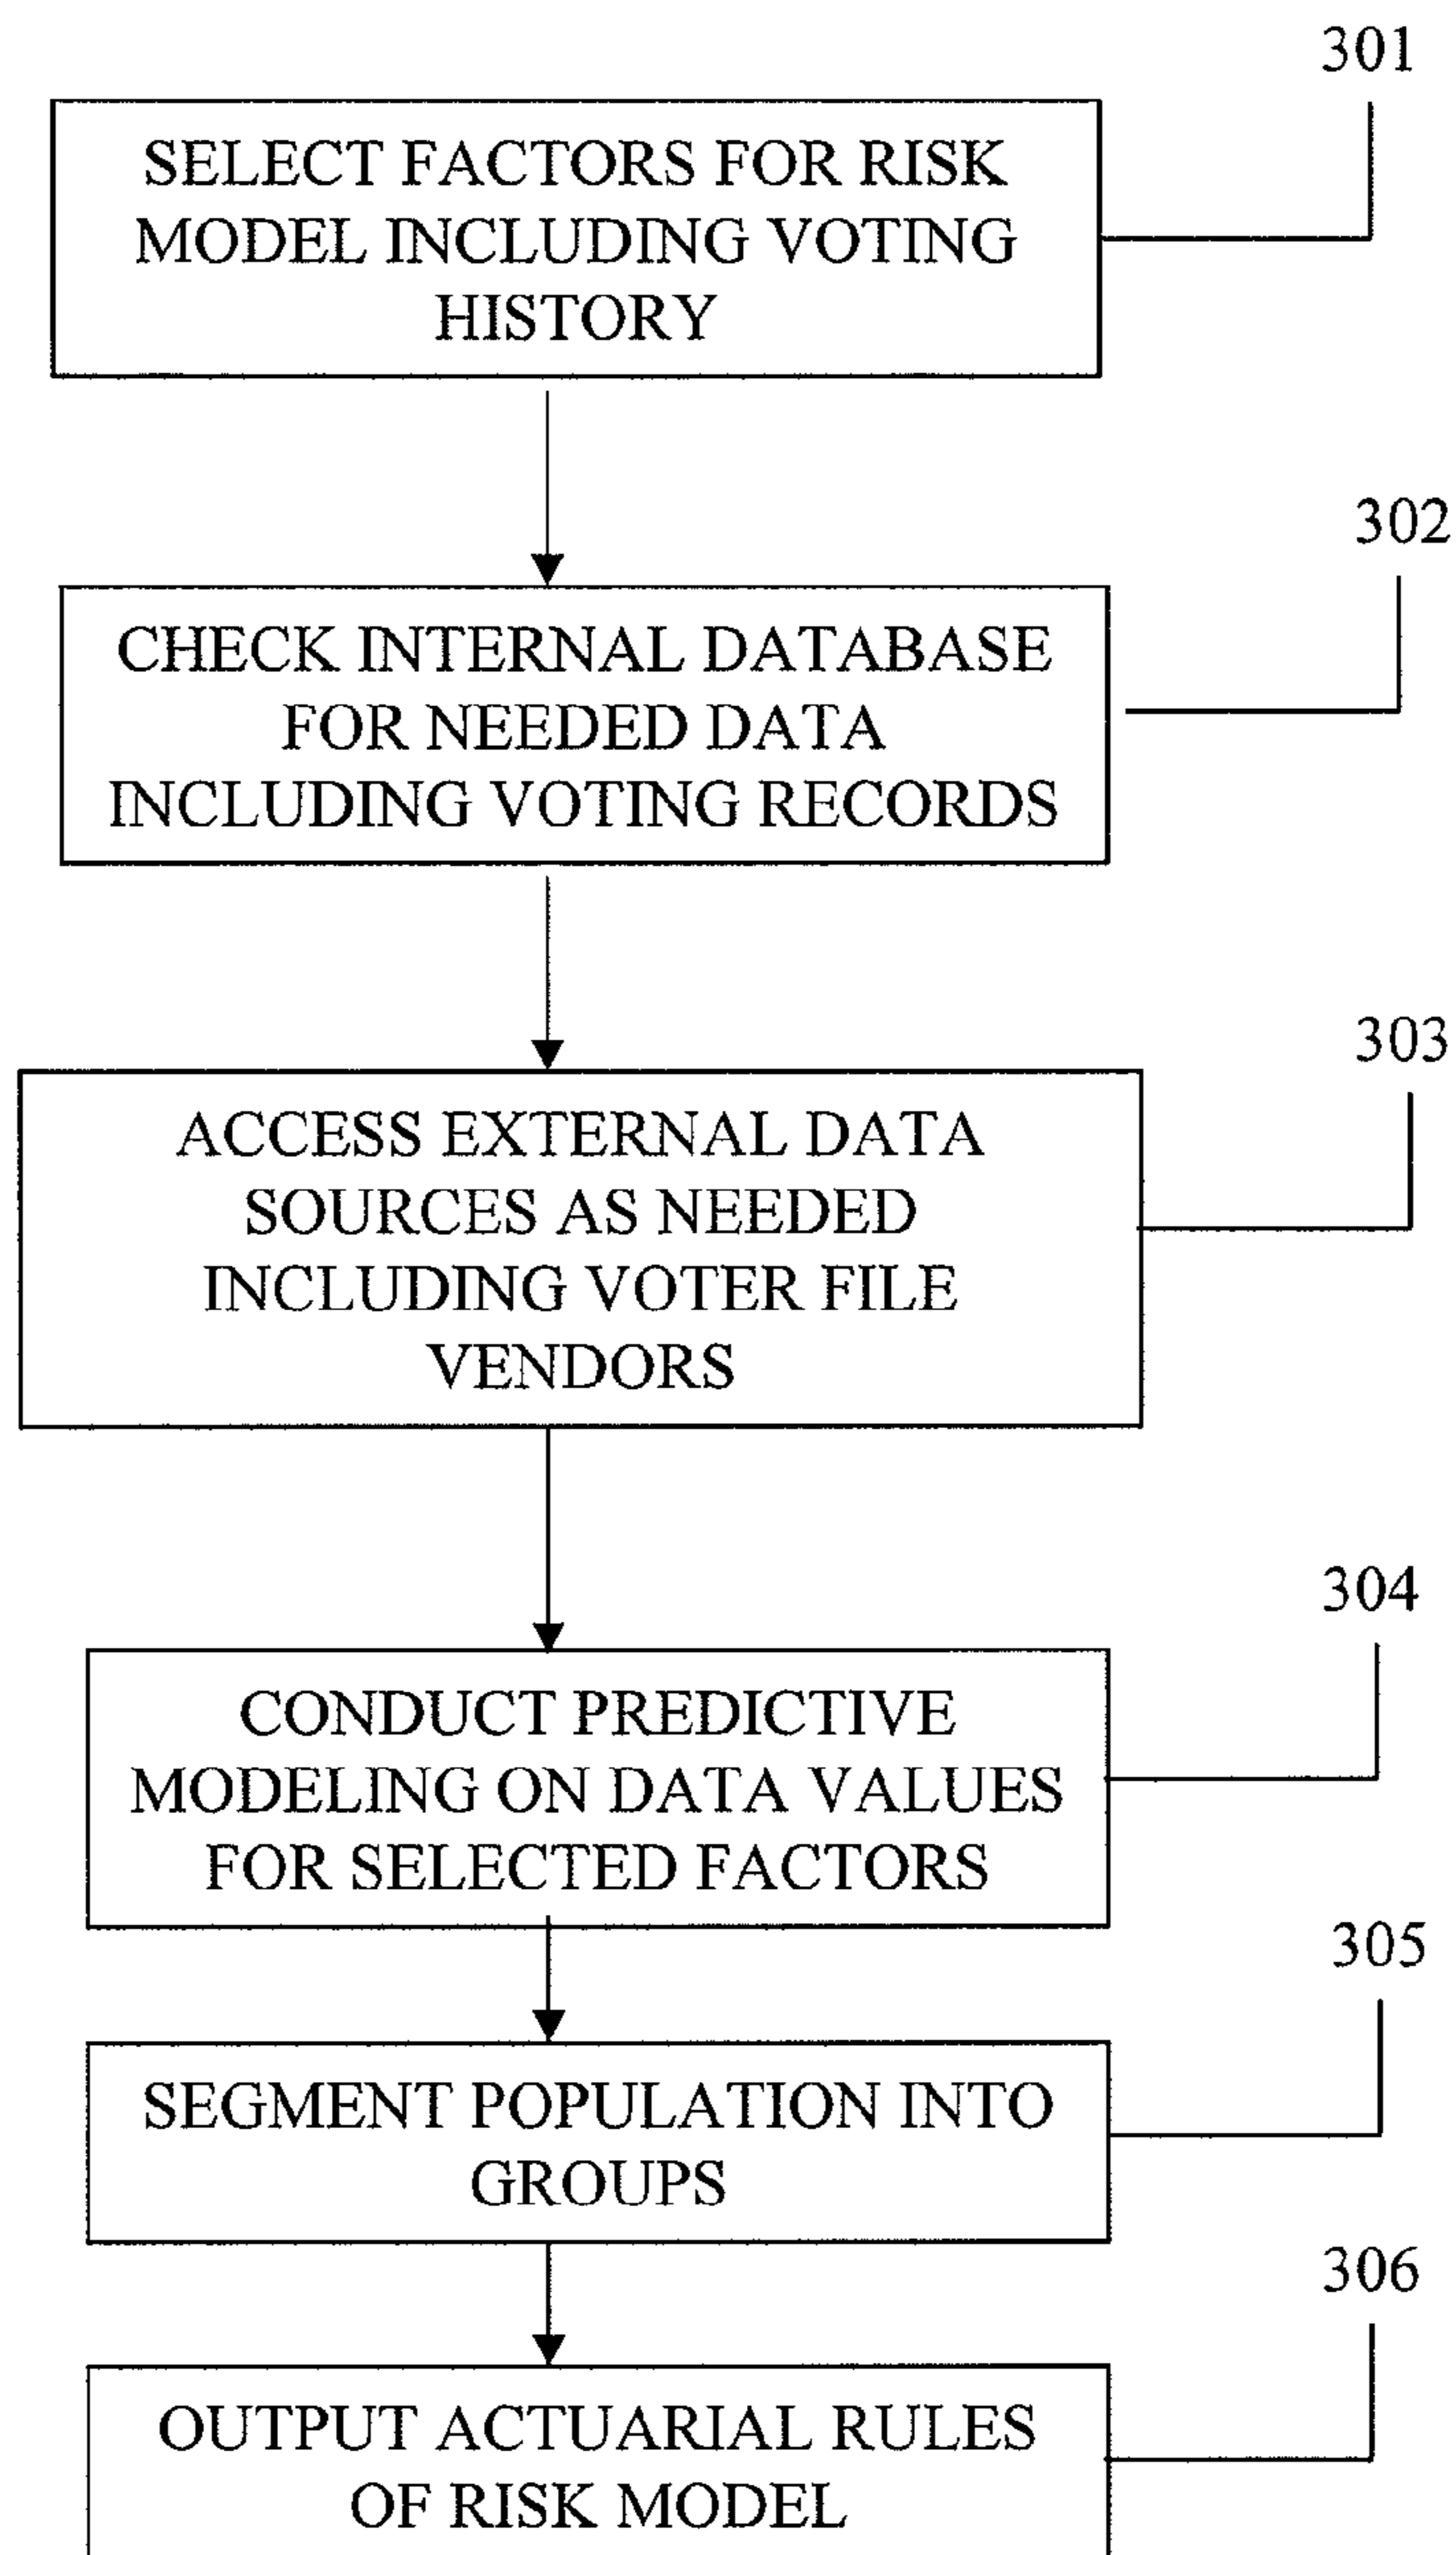 301
SELECT FACTORS FOR RISK
MODEL INCLUDING VOTING
HISTORY
302
CHECK INTERNAL DATABASE
FOR NEEDED DATA
INCLUDING VOTING RECORDS
303
ACCESS EXTERNAL DATA
SOURCES AS NEEDED
INCLUDING VOTER FILE
VENDORS
304
CONDUCT PREDICTIVE
MODELING ON DATA VALUES
FOR SELECTED FACTORS
305
SEGMENT POPULATION INTO
GROUPS
306
OUTPUT ACTUARIAL RULES
OF RISK MODEL